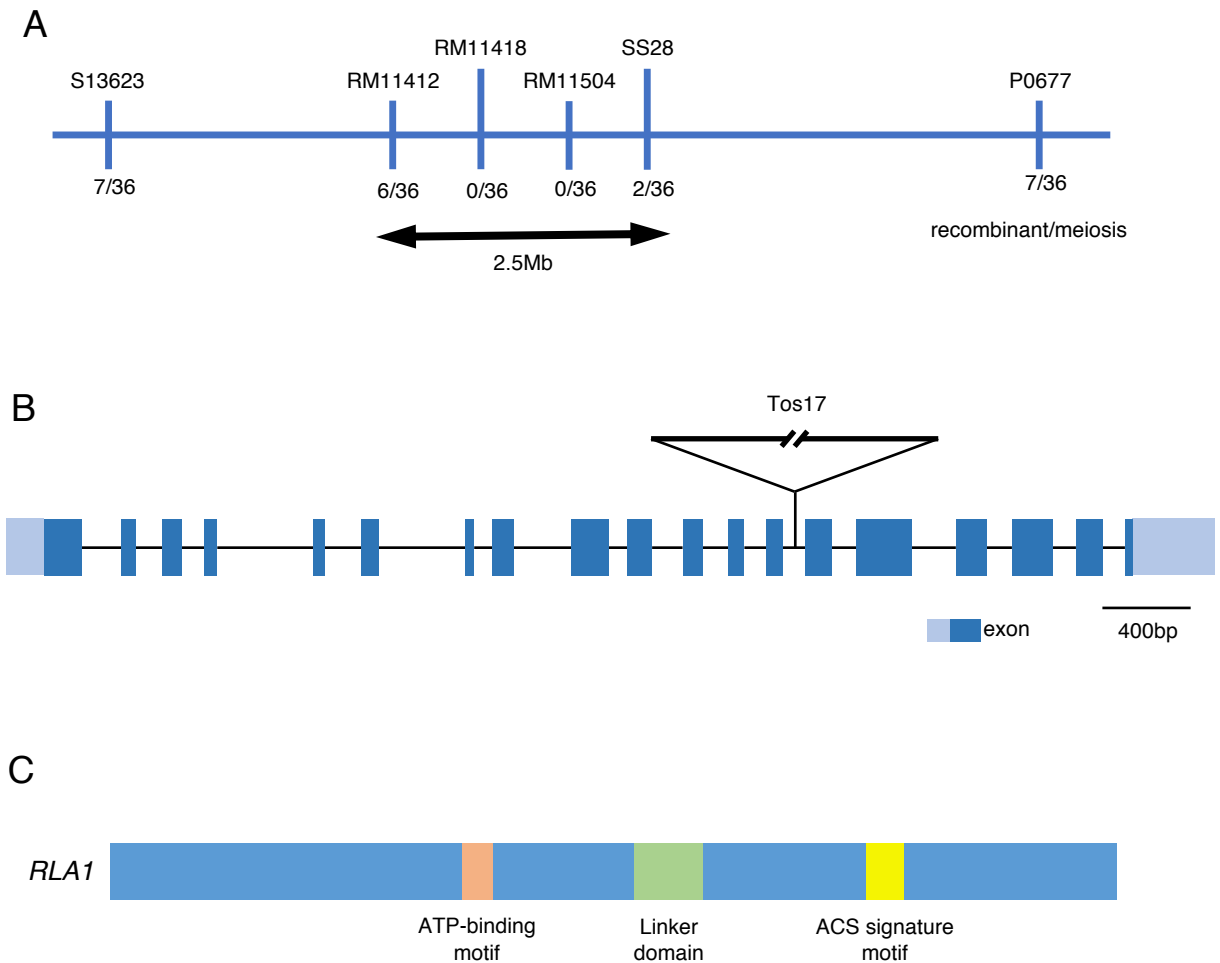 A
S13623
RM11412
RM11418
RM11504
SS28
P0677
7/36
6/36
0/36
0/36
2/36
7/36
recombinant/meiosis
2.5Mb
B
Tos17
exon
400bp
C
RLA1
ATP-binding
motif
Linker
domain
ACS signature
motif